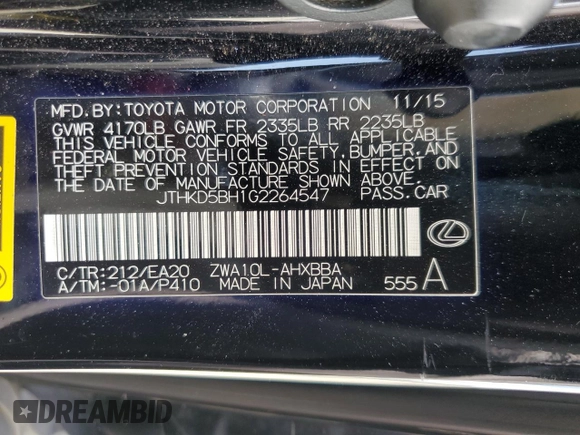 MFD.BY:TOYOTA MOTOR CORPORATION 11/15
GVWR 4170LB GAWR FR 2335LB RR 2235LB
THIS VEHICLE CONFORMS TO ALL APPLICABLE
FEDERAL MOTOR VEHICLE SAFETY,BUMPER,AND
THEFT PREVENTION STANDARDS IN EFFECT ON THE
DATE OF MANUFACTURE SHOWN ABOVE.
JTHKD5BH1G2264547 PASS.CAR
C/TR:212/EA20 ZWA10L-AHXBBA
A/TM:-01A/P410 MADE IN JAPAN 555 A
DREAMBID